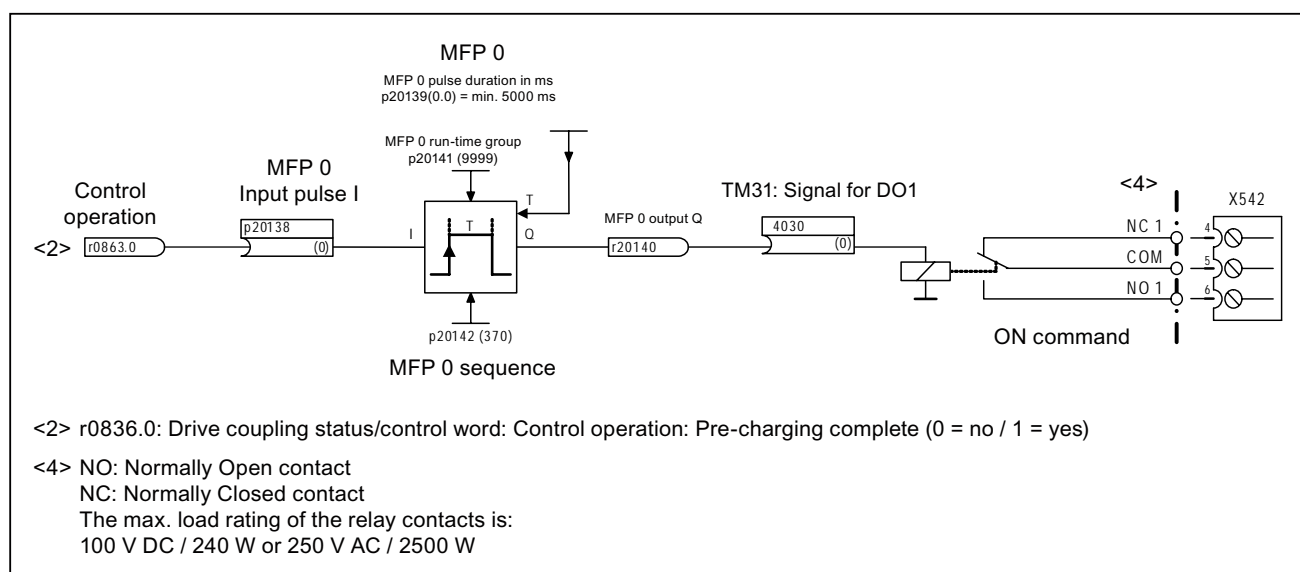 MFP 0
MFP 0 pulse duration in ms
p20139(0.0) = min. 5000 ms
MFP 0 run-time group
p20141 (9999)
MFP 0
Input pulse I
Control
operation
TM31: Signal for DO1
<4>
X542
<2>
r0863.0
p20138
(0)
I
T
T
Q
MFP 0 output Q
r20140
4030
(0)
NC 1
4
COM
5
NO 1
6
p20142 (370)
MFP 0 sequence
ON command
<2> r0836.0: Drive coupling status/control word: Control operation: Pre-charging complete (0 = no / 1 = yes)
<4> NO: Normally Open contact
NC: Normally Closed contact
The max. load rating of the relay contacts is:
100 V DC / 240 W or 250 V AC / 2500 W